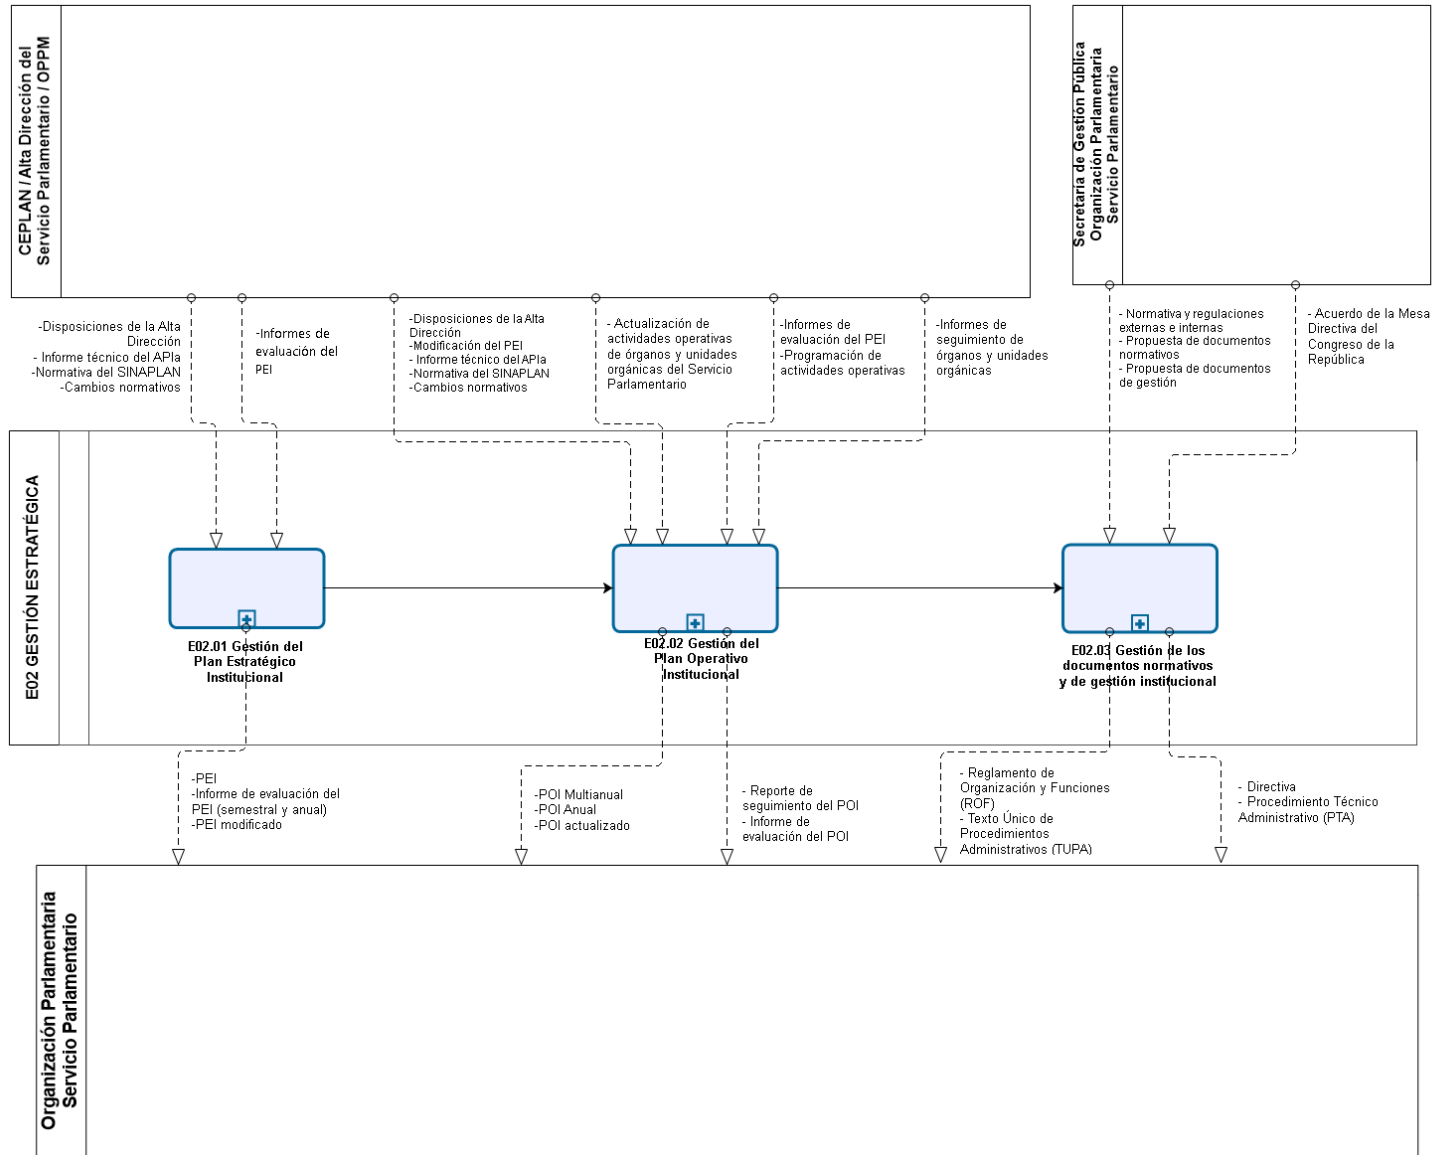 CEPLAN / Alta Dirección del
Servicio Parlamentario / OPPM
Secretaría de Gestión Pública
Organización Parlamentaria
Servicio Parlamentario
-Disposiciones de la Alta
Dirección
- Informe técnico del APIa
-Normativa del SINAPLAN
-Cambios normativos
-Informes de
evaluación del
PEI
-Disposiciones de la Alta
Dirección
-Modificación del PEI
- Informe técnico del APIa
-Normativa del SINAPLAN
-Cambios normativos
- Actualización de
actividades operativas
de órganos y unidades
orgánicas del Servicio
Parlamentario
-Informes de
evaluación del PEI
-Programación de
actividades operativas
-Informes de
seguimiento de
órganos y unidades
orgánicas
- Normativa y regulaciones
externas e internas
- Propuesta de documentos
normativos
- Propuesta de documentos
de gestión
- Acuerdo de la Mesa
Directiva del
Congreso de la
República
E02 GESTIÓN ESTRATÉGICA
E02.01 Gestión del
Plan Estratégico
Institucional
E02.02 Gestión del
Plan Operativo
Institucional
E02.03 Gestión de los
documentos normativos
y de gestión institucional
-PEI
-Informe de evaluación del
PEI (semestral y anual)
-PEI modificado
-POI Multianual
-POI Anual
-POI actualizado
- Reporte de
seguimiento del POI
- Informe de
evaluación del POI
- Reglamento de
Organización y Funciones
(ROF)
- Texto Único de
Procedimientos
Administrativos (TUPA)
- Directiva
- Procedimiento Técnico
Administrativo (PTA)
Organización Parlamentaria
Servicio Parlamentario